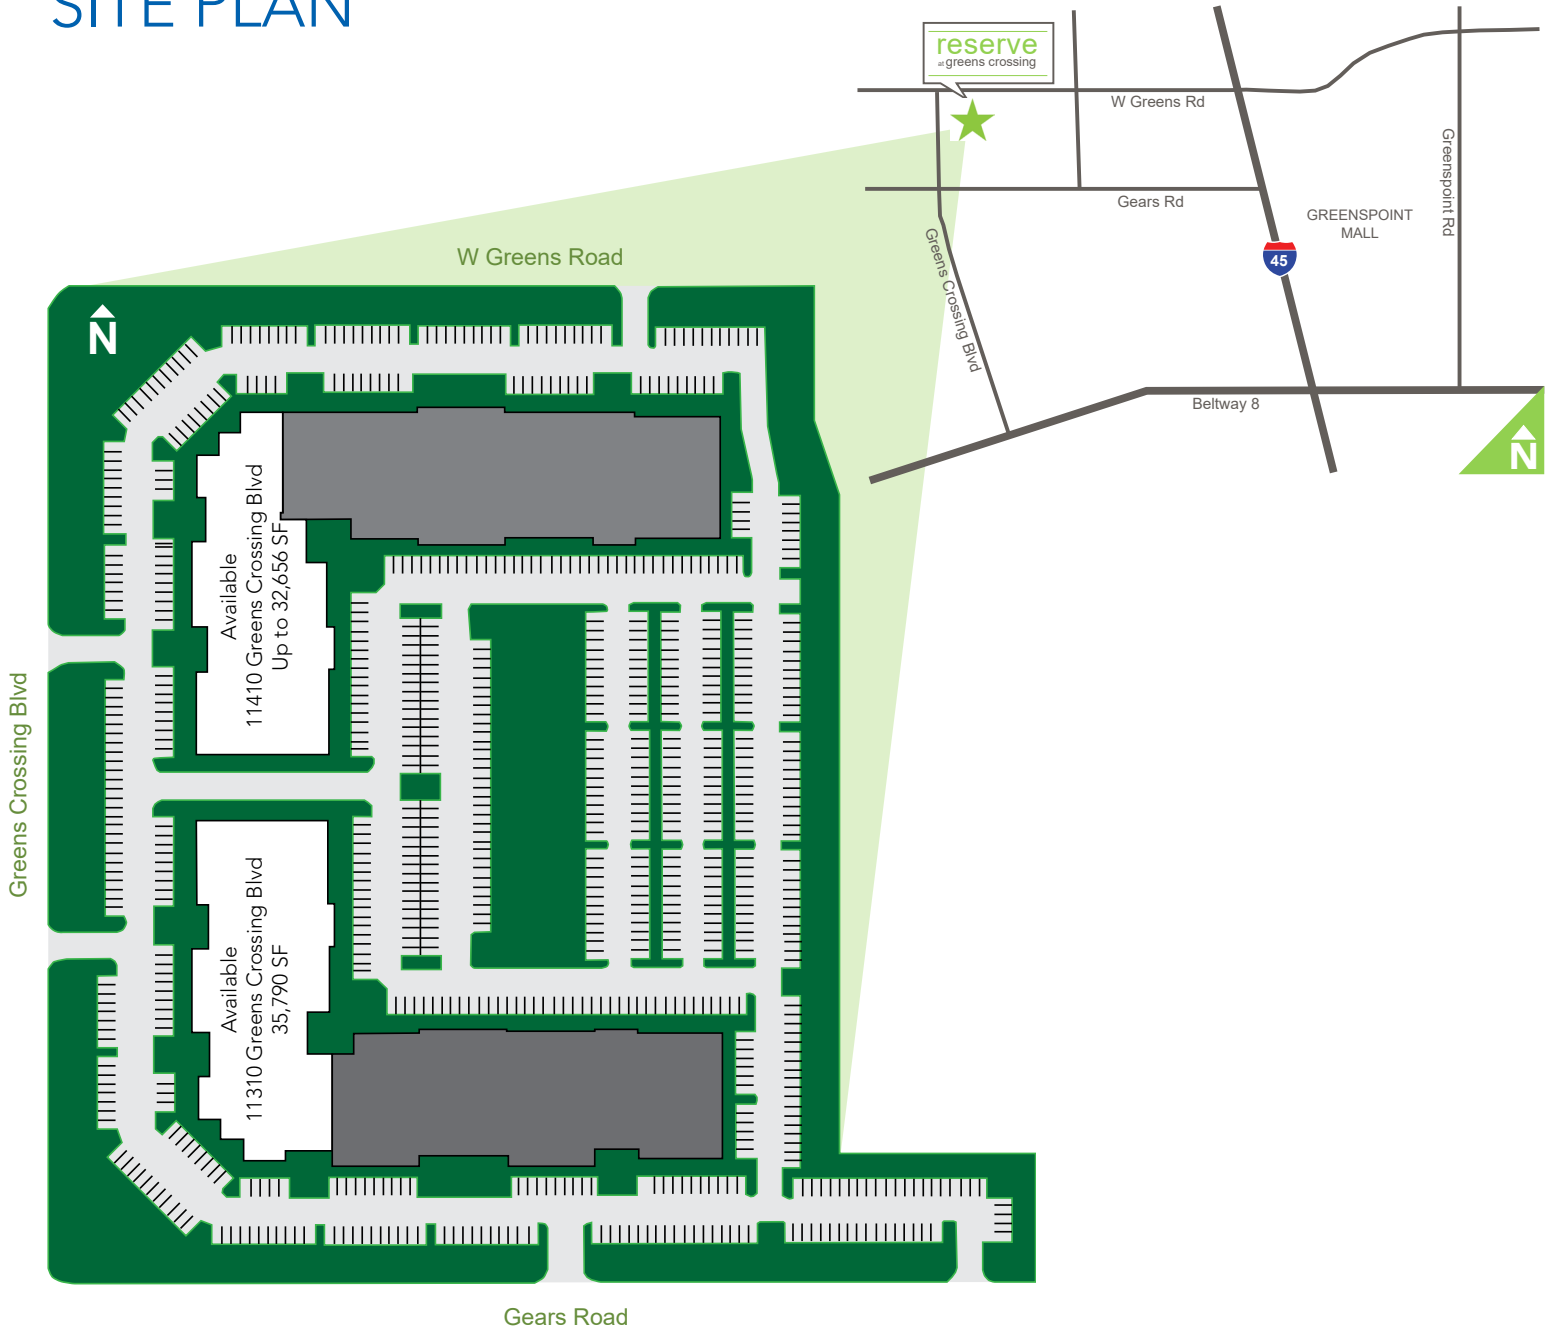 SITE PLAN
reserve
at greens crossing
W Greens Rd
Greenspoint Rd
Gears Rd
GREENSPOINT
MALL
Greens Crossing Blvd
45
Beltway 8
N
W Greens Road
N
Available
11410 Greens Crossing Blvd
Up to 32,656 SF
Greens Crossing Blvd
Available
11310 Greens Crossing Blvd
35,790 SF
Gears Road